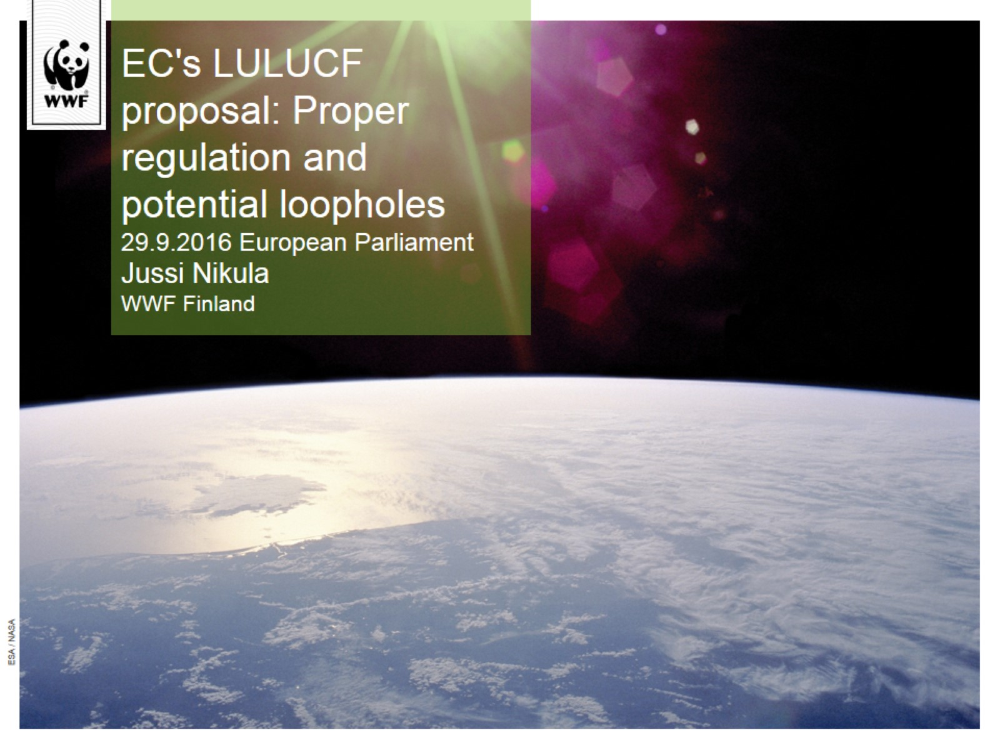 WWF
EC's LULUCF
proposal: Proper
regulation and
potential loopholes
29.9.2016 European Parliament
Jussi Nikula
WWF Finland
ESA / NASA